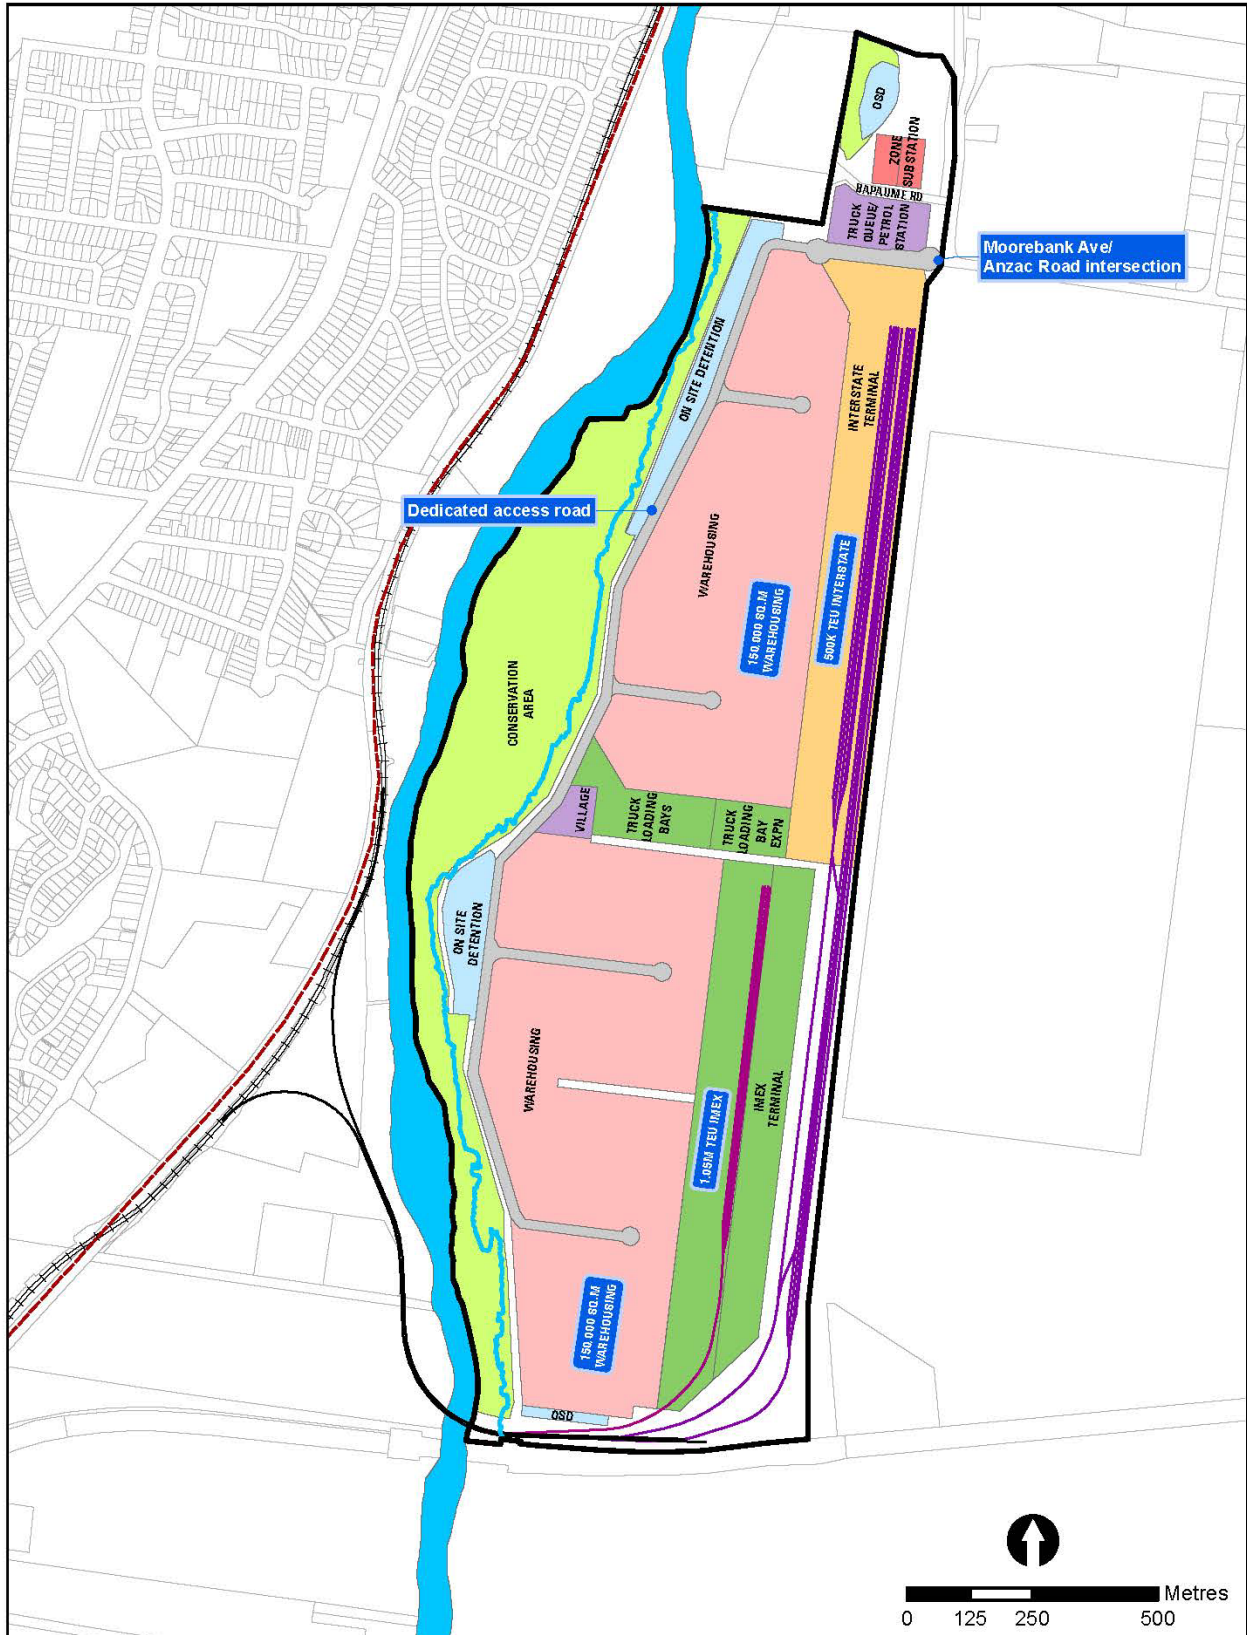 OSD
ZONE
SUBSTATION
BAPAUME RD
TRUCK
QUEUE/
PETROL
STATION
Moorebank Ave/
Anzac Road intersection
ON SITE DETENTION
INTERSTATE
TERMINAL
Dedicated access road
WAREHOUSING
150,000 SQ.M
WAREHOUSING
500K TEU INTERSTATE
CONSERVATION
AREA
VILLAGE
TRUCK
LOADING
BAYS
TRUCK
LOADING
BAY
EXPN
ON SITE
DETENTION
WAREHOUSING
1.05M TEU IMEX
IMEX
TERMINAL
150,000 SQ.M
WAREHOUSING
OSD
Metres
0 125 250 500